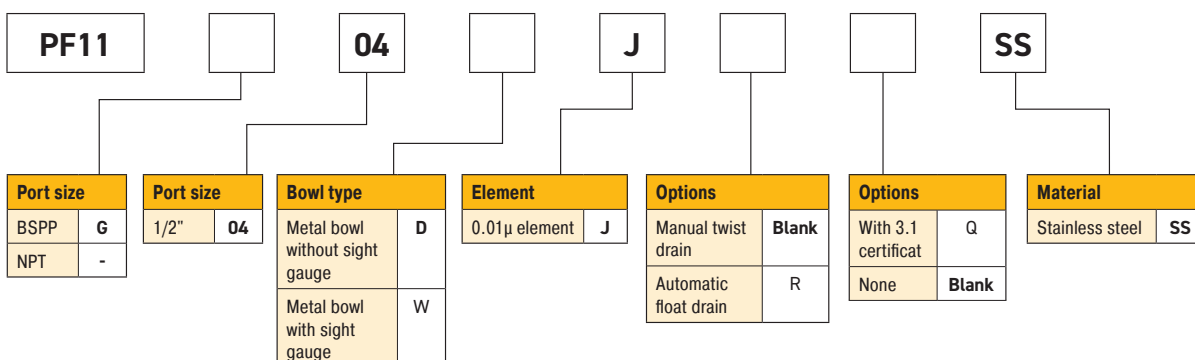 PF11 04 J SS
Port size
BSPP G
NPT -
Port size
1/2" 04
Bowl type
Metal bowl
without sight
gauge
D
Metal bowl
with sight
gauge
W
Element
0.01µ element J
Options
Manual twist
drain
Blank
Automatic
float drain
R
Options
With 3.1
certificat
Q
None Blank
Material
Stainless steel SS